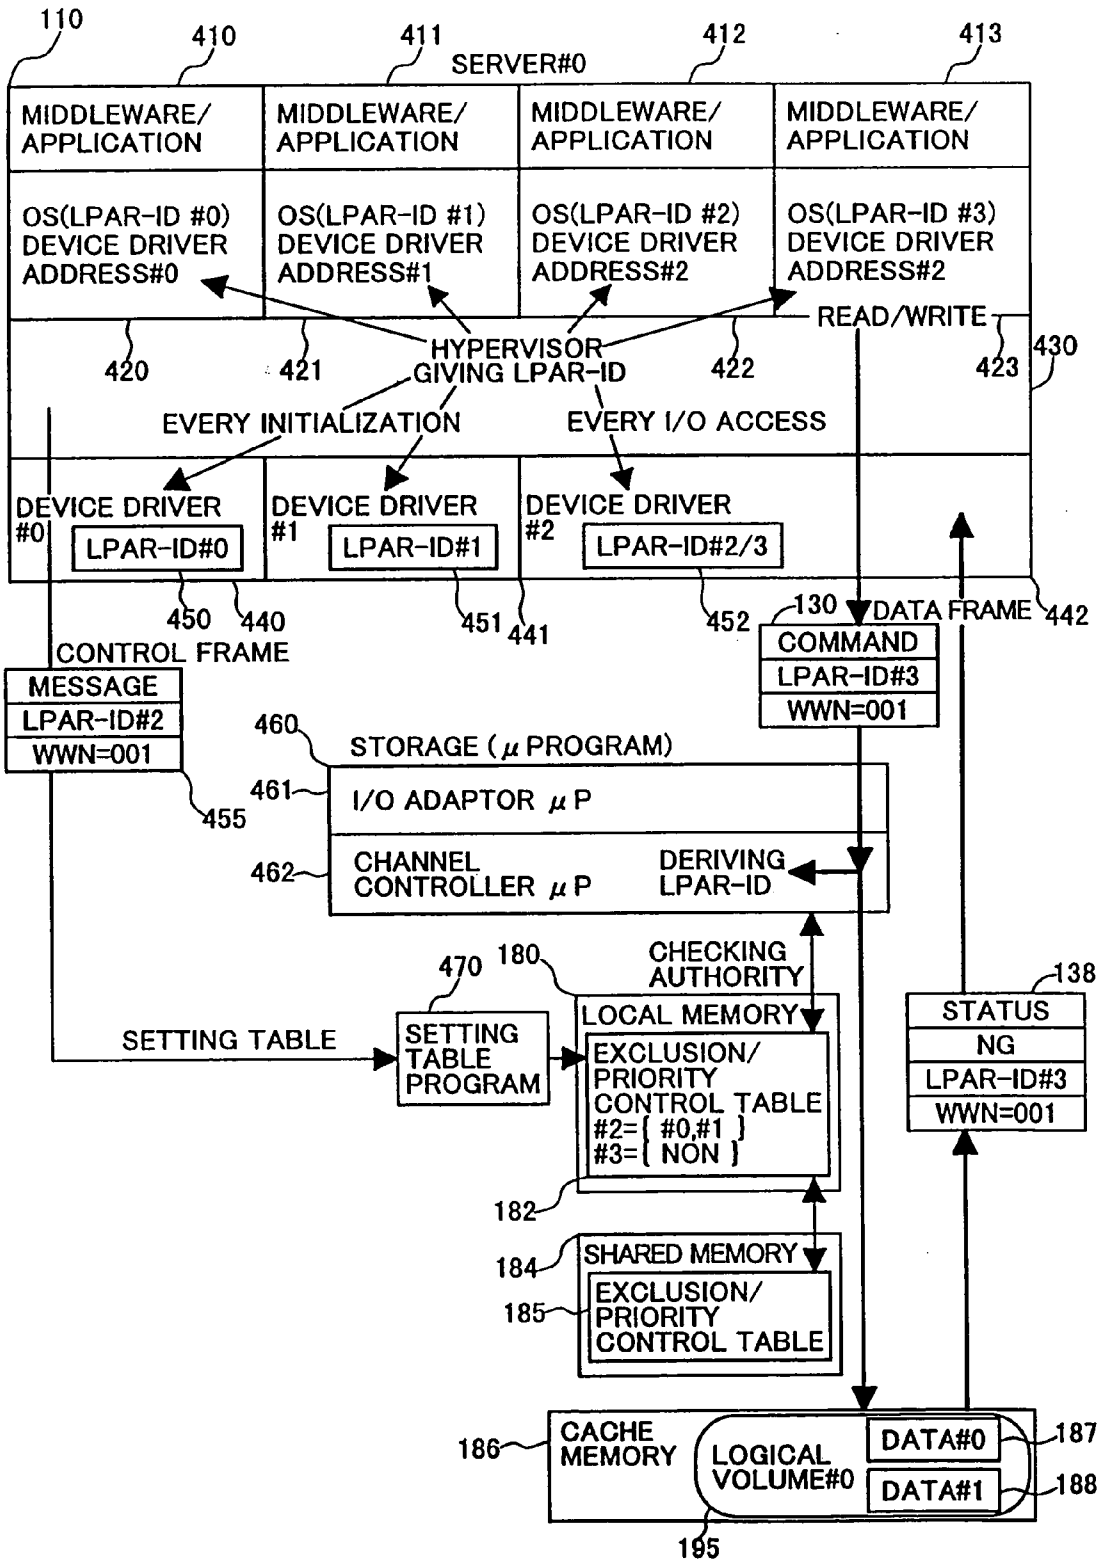 110
410
411
412
413
SERVER#0
MIDDLEWARE/
APPLICATION
MIDDLEWARE/
APPLICATION
MIDDLEWARE/
APPLICATION
MIDDLEWARE/
APPLICATION
OS(LPAR-ID #0)
DEVICE DRIVER
ADDRESS#0
OS(LPAR-ID #1)
DEVICE DRIVER
ADDRESS#1
OS(LPAR-ID #2)
DEVICE DRIVER
ADDRESS#2
OS(LPAR-ID #3)
DEVICE DRIVER
ADDRESS#2
READ/WRITE
420
421
HYPERVISOR
GIVING LPAR-ID
422
423
430
EVERY INITIALIZATION
EVERY I/O ACCESS
DEVICE DRIVER
#0
LPAR-ID#0
DEVICE DRIVER
#1
LPAR-ID#1
DEVICE DRIVER
#2
LPAR-ID#2/3
450
440
451
441
452
442
130
DATA FRAME
CONTROL FRAME
MESSAGE
LPAR-ID#2
WWN=001
455
COMMAND
LPAR-ID#3
WWN=001
460
STORAGE (μ PROGRAM)
461
I/O ADAPTOR μ P
462
CHANNEL
CONTROLLER μ P
DERIVING
LPAR-ID
CHECKING
AUTHORITY
470
180
138
SETTING TABLE
SETTING
TABLE
PROGRAM
LOCAL MEMORY
EXCLUSION/
PRIORITY
CONTROL TABLE
#2={ #0,#1 }
#3={ NON }
182
STATUS
NG
LPAR-ID#3
WWN=001
184
SHARED MEMORY
185
EXCLUSION/
PRIORITY
CONTROL TABLE
186
CACHE
MEMORY
LOGICAL
VOLUME#0
DATA#0
187
DATA#1
188
195